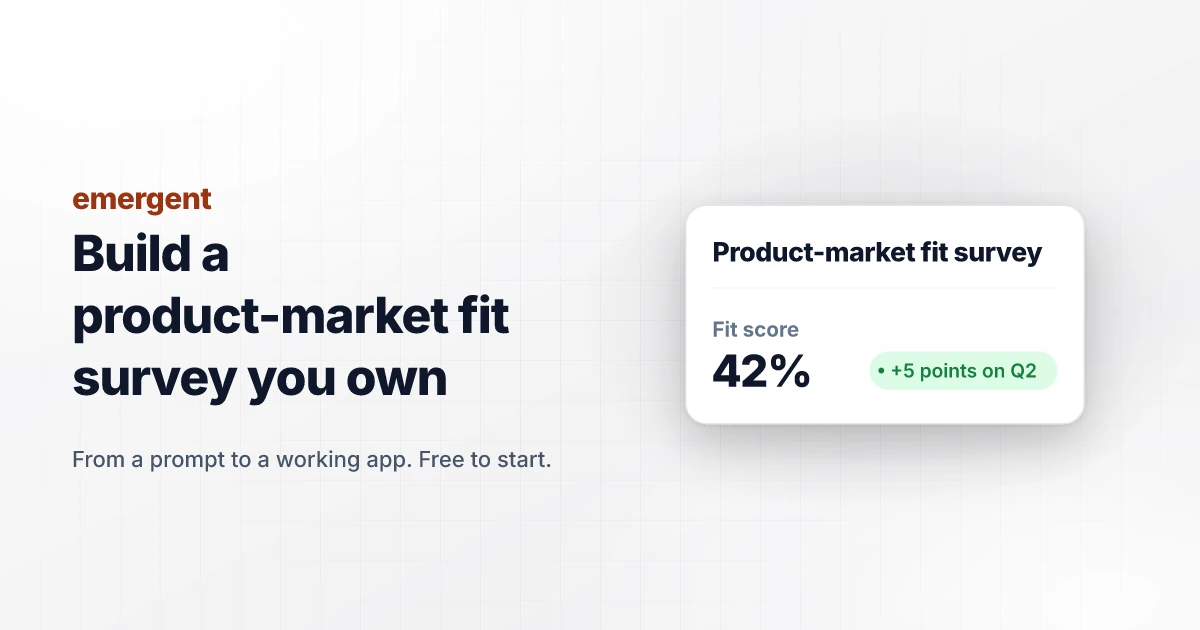 emergent
Build a
product-market fit
survey you own
From a prompt to a working app. Free to start.
Product-market fit survey
Fit score
42%
• +5 points on Q2